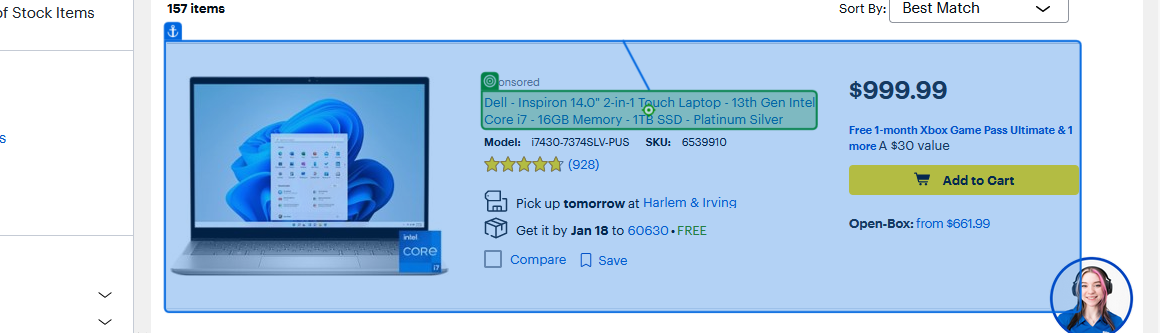 of Stock Items
s
157 items
Sort By: Best Match
onsored
Dell - Inspiron 14.0" 2-in-1 Touch Laptop - 13th Gen Intel
Core i7 - 16GB Memory - 1TB SSD - Platinum Silver
Model: i7430-7374SLV-PUS SKU: 6539910
(928)
Pick up tomorrow at Harlem & Irving
Get it by Jan 18 to 60630 • FREE
Compare Save
intel
CORE
i7
$999.99
Free 1-month Xbox Game Pass Ultimate & 1
more A $30 value
Add to Cart
Open-Box: from $661.99